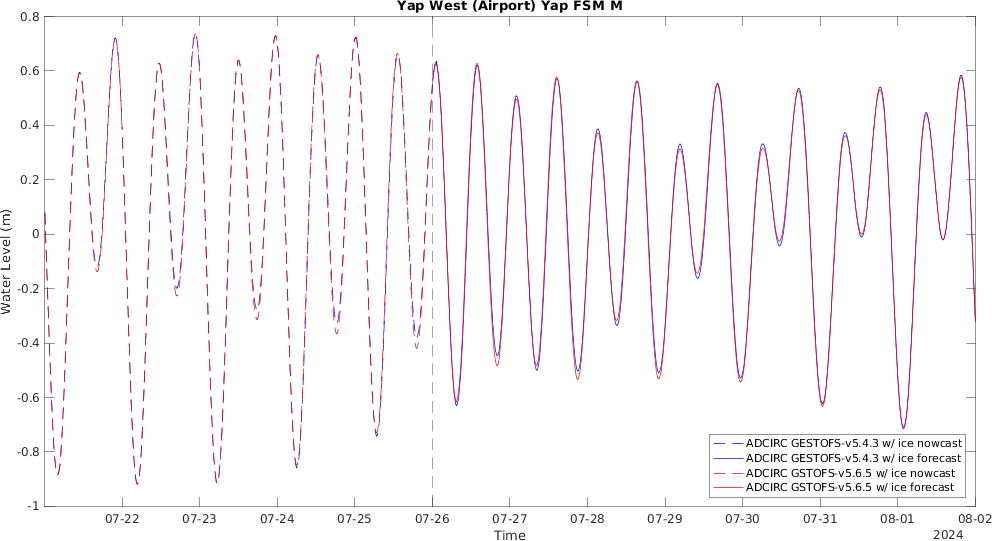 Yap West (Airport) Yap FSM M
0.8
0.6
0.4
0.2
0
-0.2
-0.4
-0.6
-0.8
-1
Water Level (m)
ADCIRC GESTOFS-v5.4.3 w/ ice nowcast
ADCIRC GESTOFS-v5.4.3 w/ ice forecast
ADCIRC GSTOFS-v5.6.5 w/ ice nowcast
ADCIRC GSTOFS-v5.6.5 w/ ice forecast
07-22 07-23 07-24 07-25 07-26 07-27 07-28 07-29 07-30 07-31 08-01 08-02
Time 2024